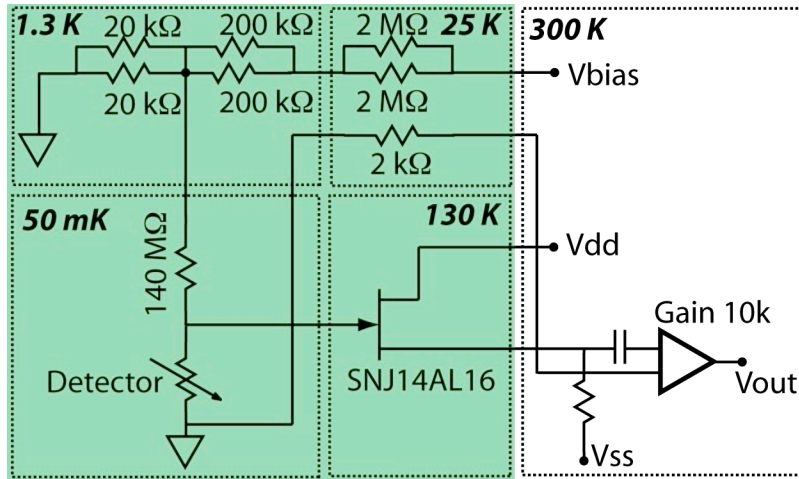 1.3 K
20 kΩ
200 kΩ
2 MΩ
25 K
300 K
Vbias
20 kΩ
200 kΩ
2 MΩ
2 kΩ
50 mK
130 K
140 MΩ
Vdd
Gain 10k
Detector
SNJ14AL16
Vout
Vss